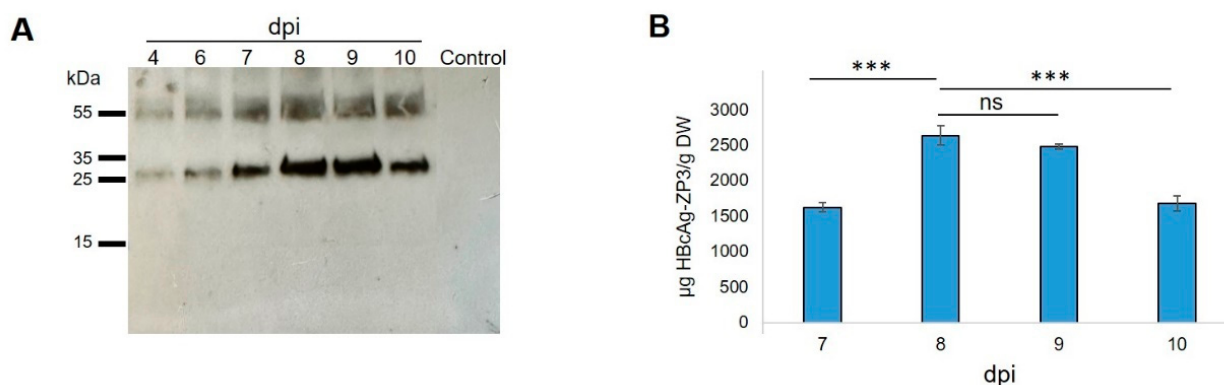 A
dpi
4 6 7 8 9 10 Control
kDa
55
35
25
15
B
*** ***
ns
3000
2500
2000
1500
1000
500
0
µg HBcAg-ZP3/g DW
7 8 9 10
dpi